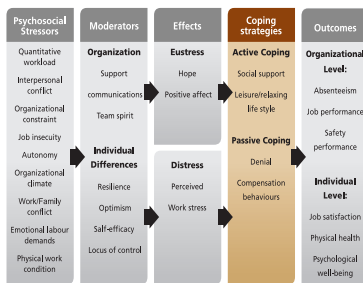 Psychosocial
Stressors
Quantitative
workload
Interpersonal
conflict
Organizational
constraint
Job insecuity
Autonomy
Organizational
climate
Work/Family
conflict
Emotional labour
demands
Physical work
condition
Moderators
Organization
Support
communications
Team spirit
Individual
Differences
Resilience
Optimism
Self-efficacy
Locus of control
Effects
Eustress
Hope
Positive affect
Distress
Perceived
Work stress
Coping
strategies
Active Coping
Social support
Leisure/relaxing
life style
Passive Coping
Denial
Compensation
behaviours
Outcomes
Organizational
Level:
Absenteeism
Job performance
Safety
performance
Individual
Level:
Job satisfaction
Physical health
Psychological
well-being